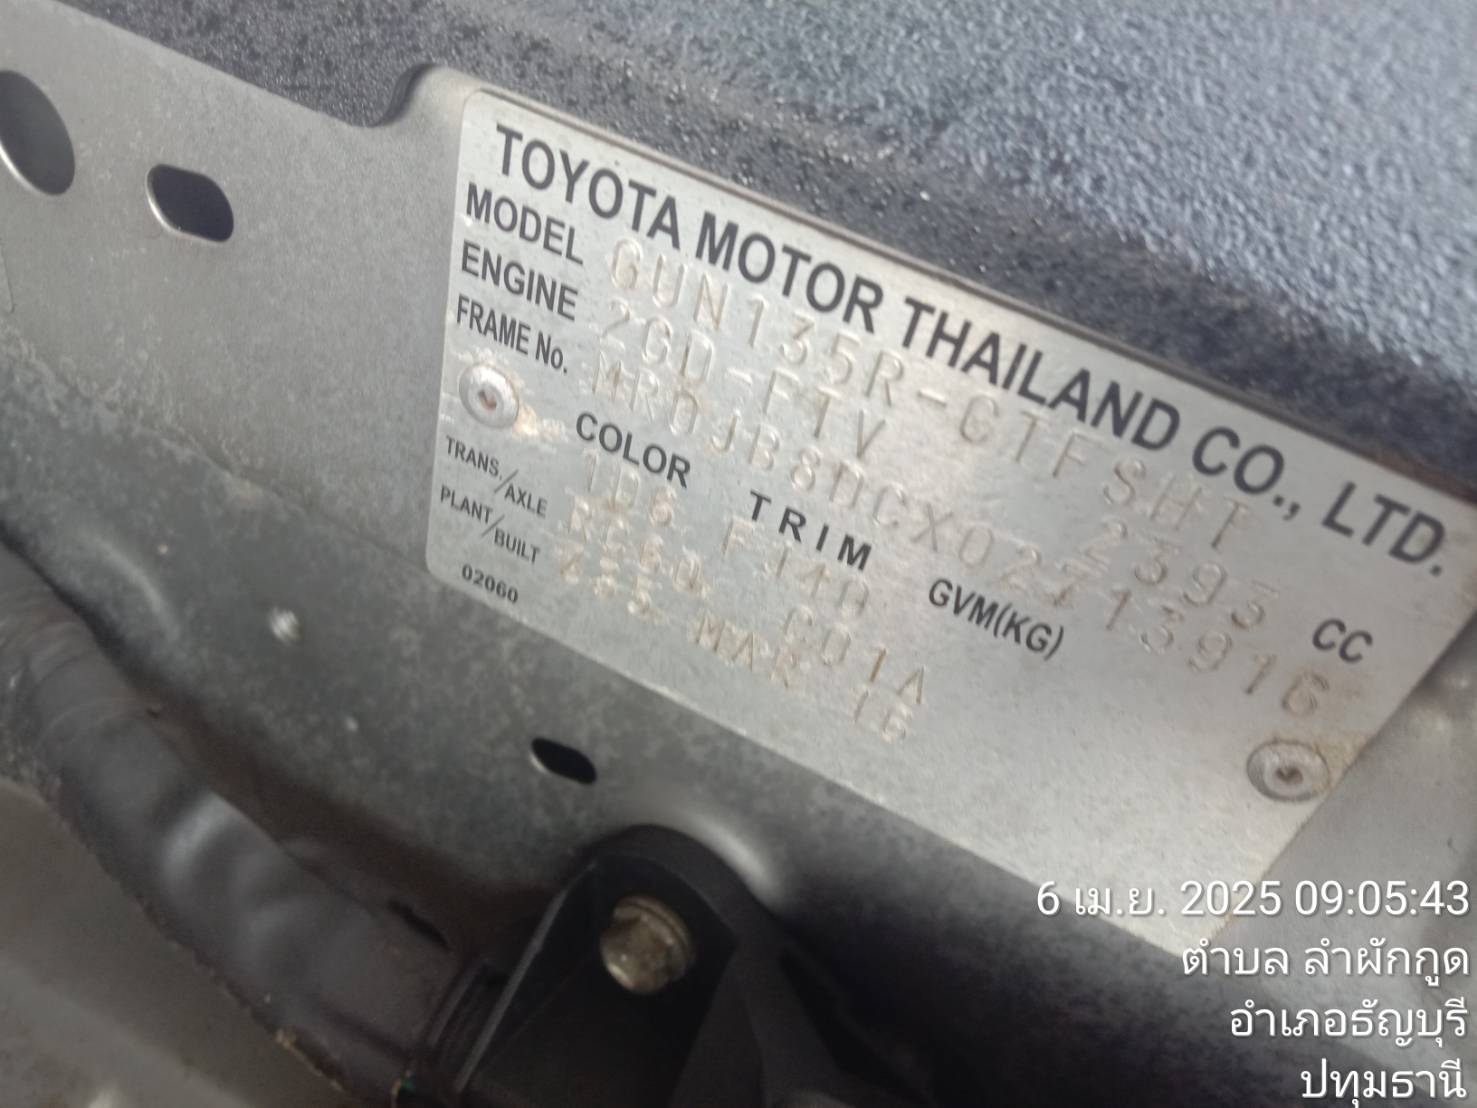 TOYOTA MOTOR THAILAND CO., LTD.
MODEL GUN135R-CTFSHT
ENGINE 2GD-FTV 2393 CC
FRAME No.
COLOR TRIM GVM(KG)
1D6
TRANS./AXLE C01A
PLANT/BUILT MAR 16
02060
6 เม.ย. 2025 09:05:43
ตำบล ลำผักกูด
อำเภอธัญบุรี
ปทุมธานี